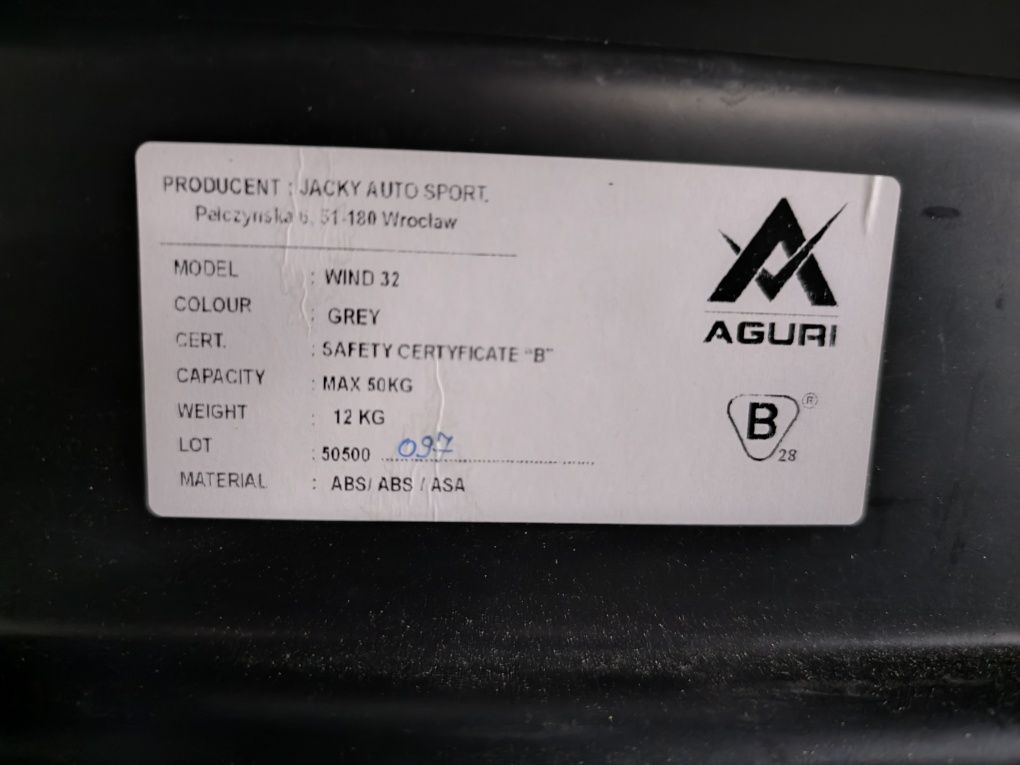 PRODUCENT : JACKY AUTO SPORT.
Pełczyńska 6, 51-180 Wrocław
MODEL : WIND 32
COLOUR : GREY
CERT. : SAFETY CERTYFICATE "B"
CAPACITY : MAX 50KG
WEIGHT : 12 KG
LOT : 50500 097
MATERIAL : ABS/ ABS / ASA
AGURI
B ®
28